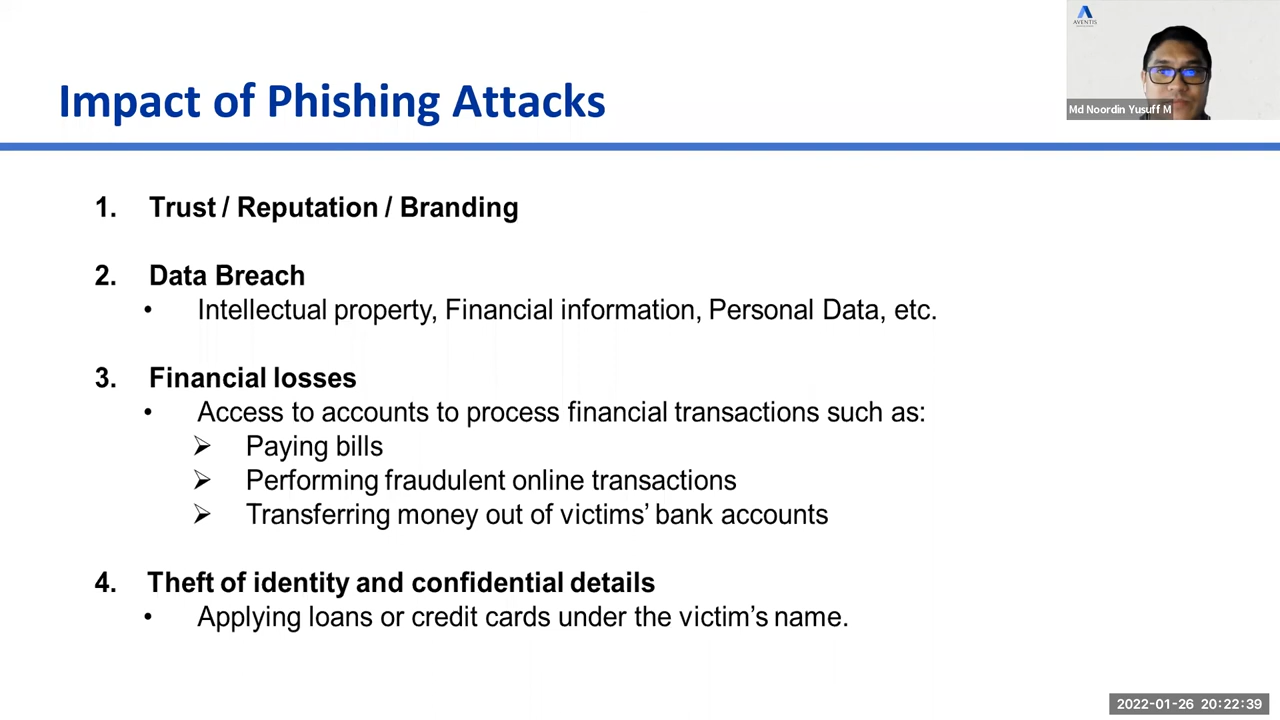 AVENTIS
Md Noordin Yusuff M
Impact of Phishing Attacks
1. Trust / Reputation / Branding
2. Data Breach
• Intellectual property, Financial information, Personal Data, etc.
3. Financial losses
• Access to accounts to process financial transactions such as:
➢ Paying bills
➢ Performing fraudulent online transactions
➢ Transferring money out of victims’ bank accounts
4. Theft of identity and confidential details
• Applying loans or credit cards under the victim’s name.
2022-01-26 20:22:39